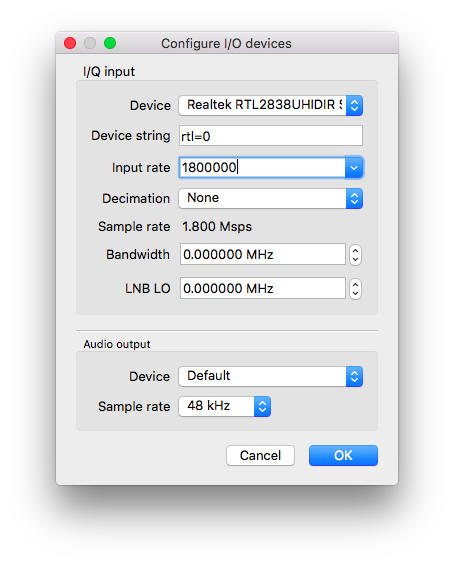 Configure I/O devices
I/Q input
Device Realtek RTL2838UHIDIR
Device string rtl=0
Input rate 1800000
Decimation None
Sample rate 1.800 Msps
Bandwidth 0.000000 MHz
LNB LO 0.000000 MHz
Audio output
Device Default
Sample rate 48 kHz
Cancel OK